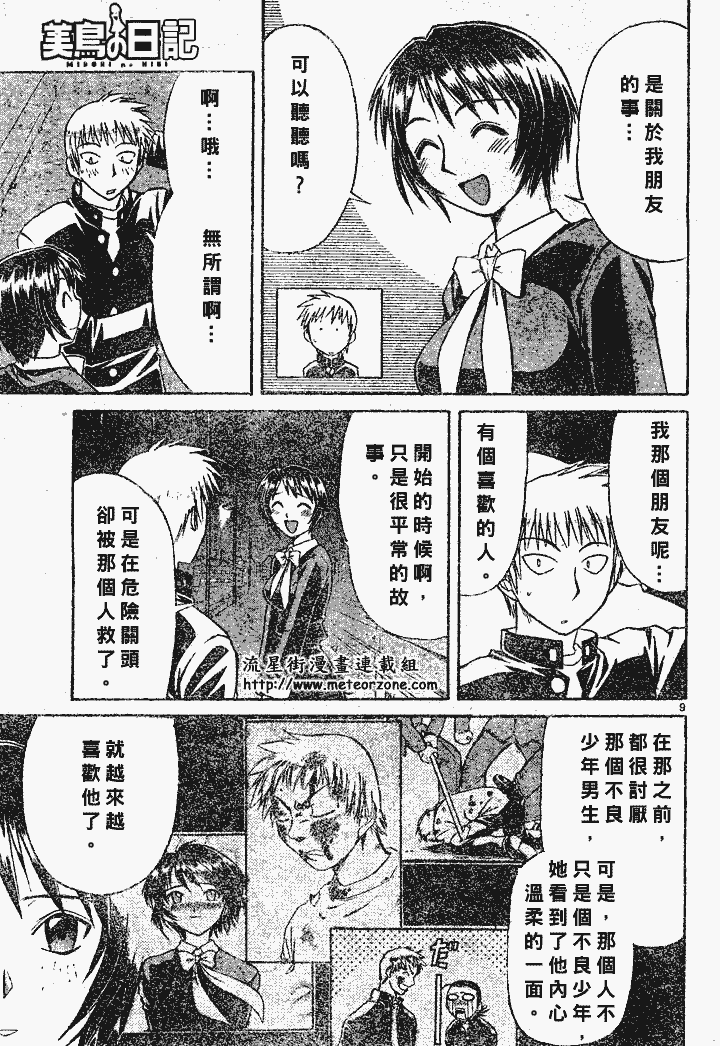 美鳥の日記
MIDORI no HIBI
是關於我朋友
的事…
可以聽聽嗎？
啊…哦…
無所謂啊…
我那個朋友呢…
有個喜歡的人。
開始的時候啊，
只是很平常的故
事。
可是在危險關頭
卻被那個人救了。
流星街漫畫連載組
http://www.meteorzone.com
9
在那之前，
都很討厭
那個不良
少年男生，
可是，那個人不
只是個不良少年，
她看到了他內心
溫柔的一面。
就越來越
喜歡他了。